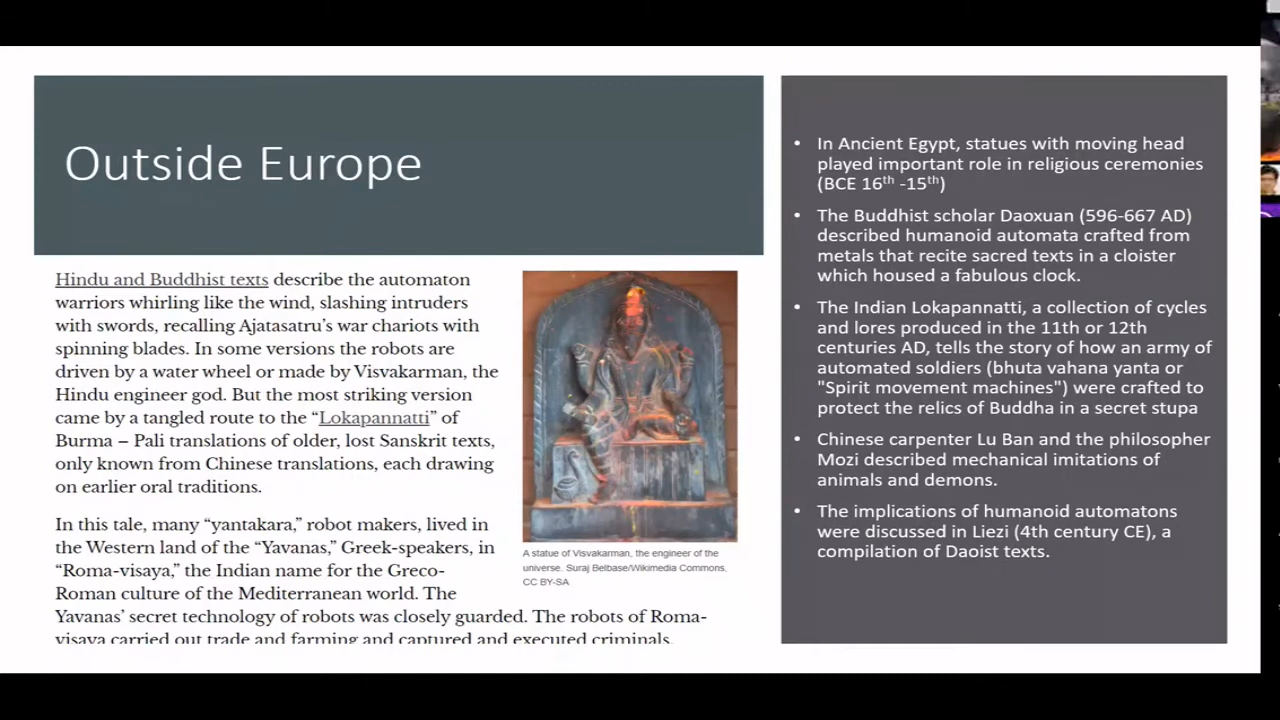 Outside Europe
Hindu and Buddhist texts describe the automaton
warriors whirling like the wind, slashing intruders
with swords, recalling Ajatasatru’s war chariots with
spinning blades. In some versions the robots are
driven by a water wheel or made by Visvakarman, the
Hindu engineer god. But the most striking version
came by a tangled route to the “Lokapannatti” of
Burma – Pali translations of older, lost Sanskrit texts,
only known from Chinese translations, each drawing
on earlier oral traditions.
In this tale, many “yantakara,” robot makers, lived in
the Western land of the “Yavanas,” Greek-speakers, in
“Roma-visaya,” the Indian name for the Greco-
Roman culture of the Mediterranean world. The
Yavanas’ secret technology of robots was closely guarded. The robots of Roma-
visaya carried out trade and farming and captured and executed criminals.
A statue of Visvakarman, the engineer of the
universe. Suraj Belbase/Wikimedia Commons,
CC BY-SA
• In Ancient Egypt, statues with moving head
played important role in religious ceremonies
(BCE 16th -15th)
• The Buddhist scholar Daoxuan (596-667 AD)
described humanoid automata crafted from
metals that recite sacred texts in a cloister
which housed a fabulous clock.
• The Indian Lokapannatti, a collection of cycles
and lores produced in the 11th or 12th
centuries AD, tells the story of how an army of
automated soldiers (bhuta vahana yanta or
"Spirit movement machines") were crafted to
protect the relics of Buddha in a secret stupa
• Chinese carpenter Lu Ban and the philosopher
Mozi described mechanical imitations of
animals and demons.
• The implications of humanoid automatons
were discussed in Liezi (4th century CE), a
compilation of Daoist texts.